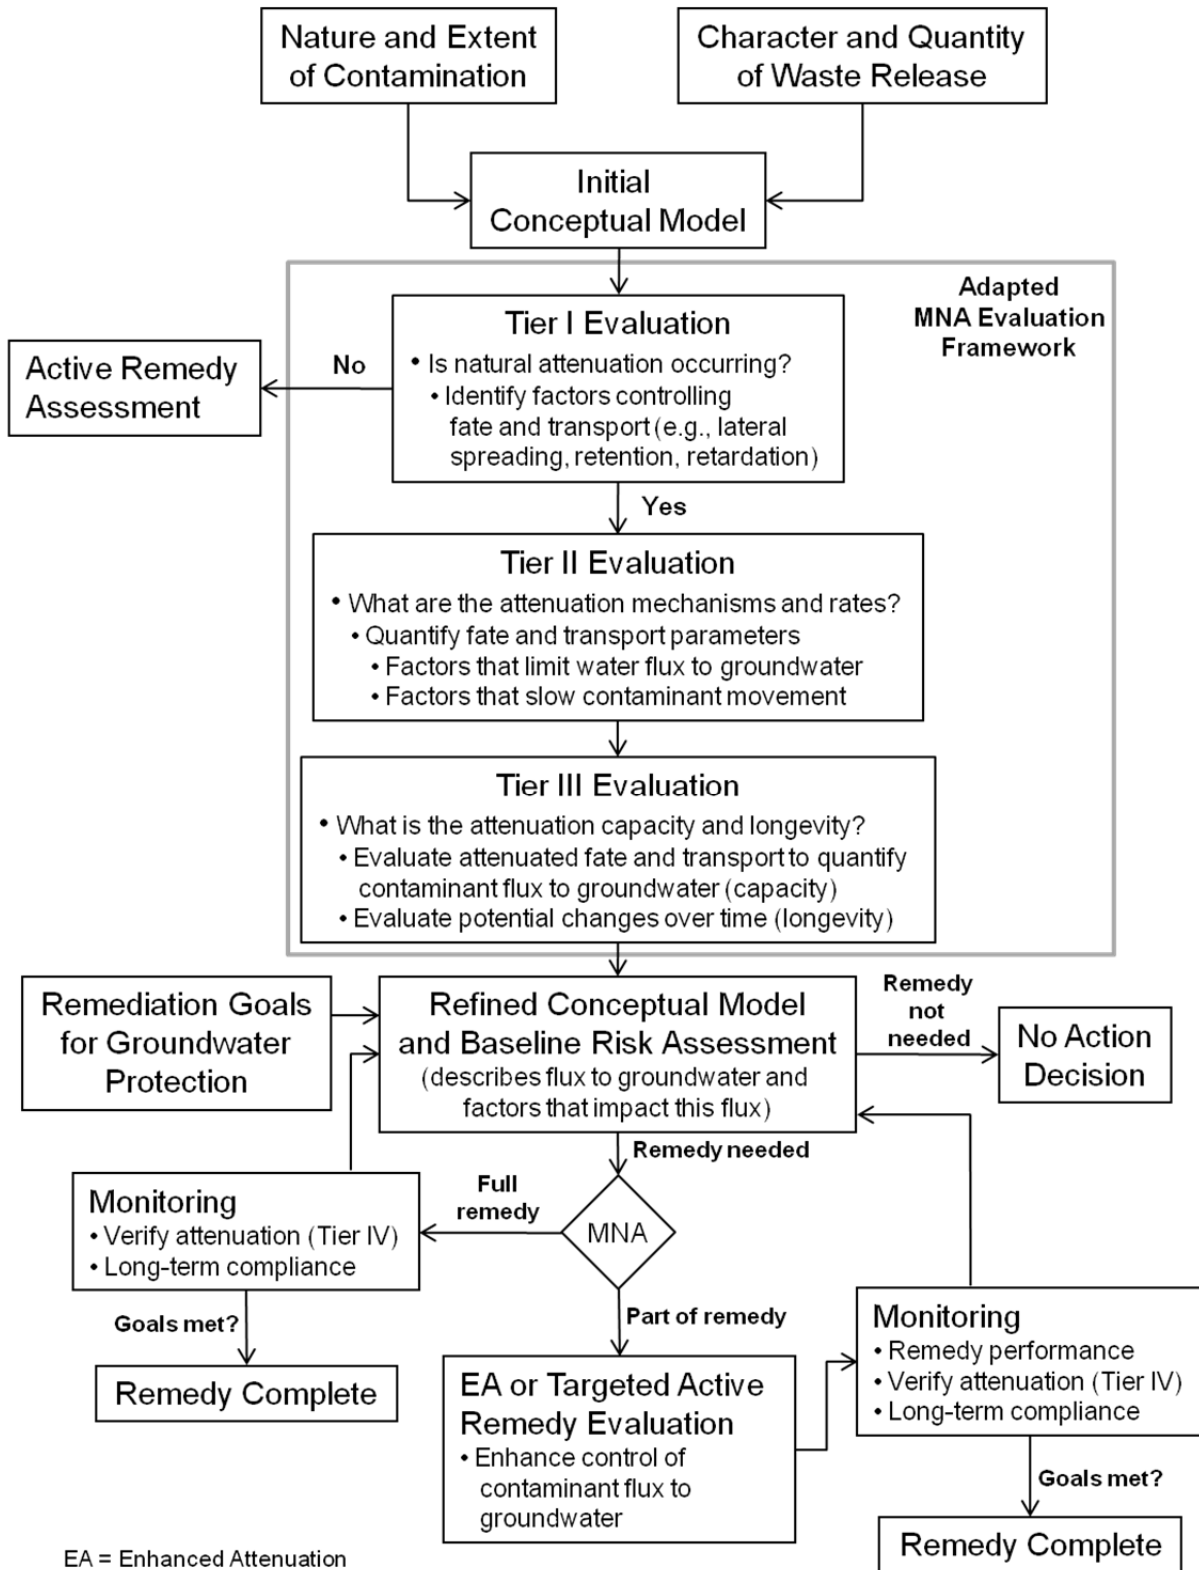 Nature and Extent
of Contamination
Character and Quantity
of Waste Release
Initial
Conceptual Model
Adapted
MNA Evaluation
Framework
Tier I Evaluation
• Is natural attenuation occurring?
• Identify factors controlling
fate and transport (e.g., lateral
spreading, retention, retardation)
No
Active Remedy
Assessment
Yes
Tier II Evaluation
• What are the attenuation mechanisms and rates?
• Quantify fate and transport parameters
• Factors that limit water flux to groundwater
• Factors that slow contaminant movement
Tier III Evaluation
• What is the attenuation capacity and longevity?
• Evaluate attenuated fate and transport to quantify
contaminant flux to groundwater (capacity)
• Evaluate potential changes over time (longevity)
Remediation Goals
for Groundwater
Protection
Refined Conceptual Model
and Baseline Risk Assessment
(describes flux to groundwater and
factors that impact this flux)
Remedy
not
needed
No Action
Decision
Remedy needed
MNA
Full
remedy
Monitoring
• Verify attenuation (Tier IV)
• Long-term compliance
Goals met?
Remedy Complete
Part of remedy
EA or Targeted Active
Remedy Evaluation
• Enhance control of
contaminant flux to
groundwater
Monitoring
• Remedy performance
• Verify attenuation (Tier IV)
• Long-term compliance
Goals met?
Remedy Complete
EA = Enhanced Attenuation